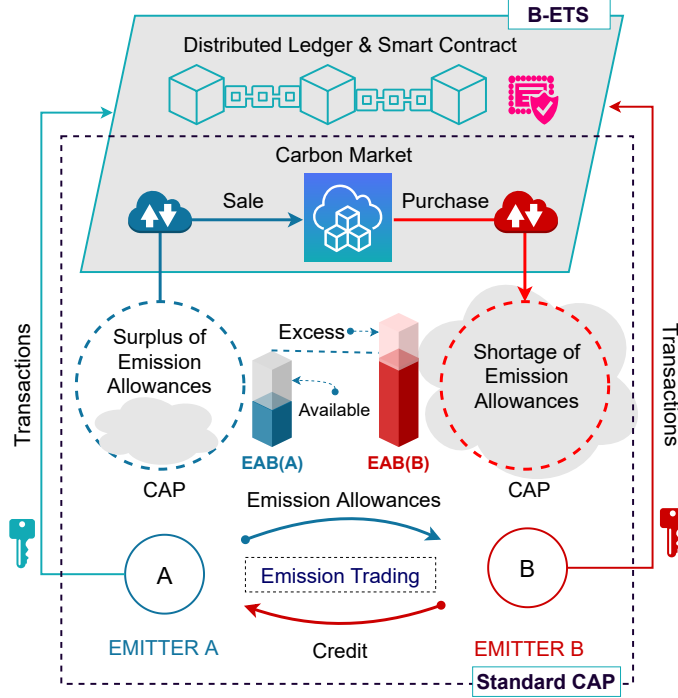 B-ETS
Distributed Ledger & Smart Contract
Carbon Market
Sale
Purchase
Transactions
Surplus of
Emission
Allowances
Excess
Available
Shortage of
Emission
Allowances
Transactions
EAB(A)
EAB(B)
CAP
CAP
Emission Allowances
A
Emission Trading
B
EMITTER A
Credit
EMITTER B
Standard CAP